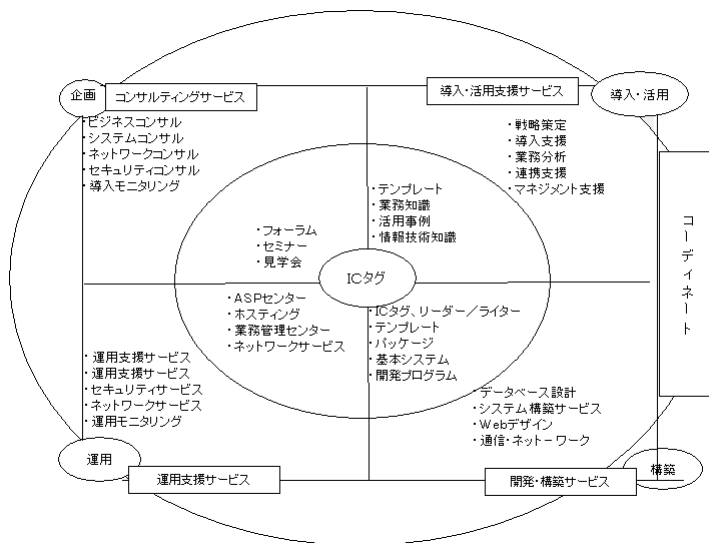 企画
コンサルティングサービス
・ビジネスコンサル
・システムコンサル
・ネットワークコンサル
・セキュリティコンサル
・導入モニタリング
導入・活用支援サービス
導入・活用
・戦略策定
・導入支援
・業務分析
・連携支援
・マネジメント支援
・フォーラム
・セミナー
・見学会
・テンプレート
・業務知識
・活用事例
・情報技術知識
ICタグ
コーディネート
・ASPセンター
・ホスティング
・業務管理センター
・ネットワークサービス
・ICタグ、リーダー／ライター
・テンプレート
・パッケージ
・基本システム
・開発プログラム
・運用支援サービス
・運用支援サービス
・セキュリティサービス
・ネットワークサービス
・運用モニタリング
運用
運用支援サービス
・データベース設計
・システム構築サービス
・Webデザイン
・通信・ネットーワーク
開発・構築サービス
構築